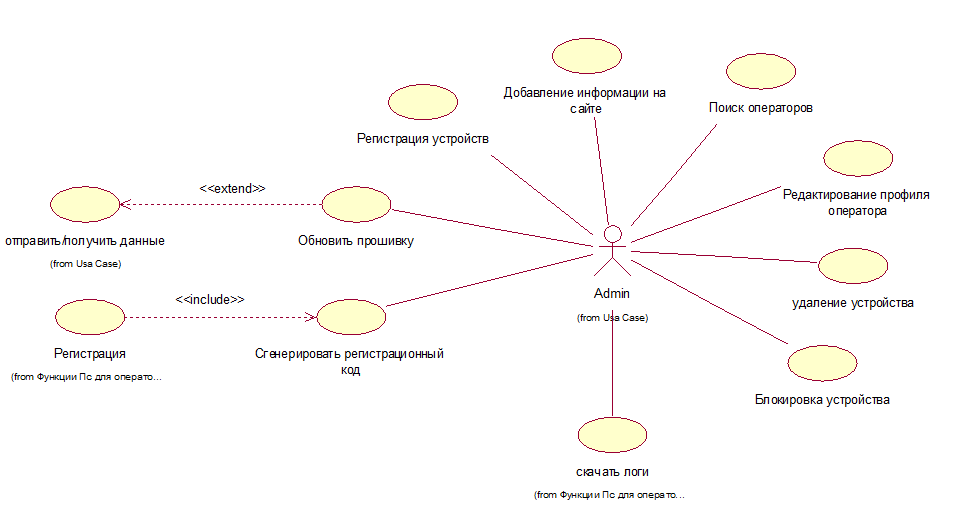 Добавление информации на
сайте
Поиск операторов
Регистрация устройств
Редактирование профиля
оператора
<<extend>>
отправить/получить данные
(from Usa Case)
Обновить прошивку
<<include>>
Admin
(from Usa Case)
удаление устройства
Регистрация
(from Функции Пс для операто...
Сгенерировать регистрационный
код
Блокировка устройства
скачать логи
(from Функции Пс для операто...